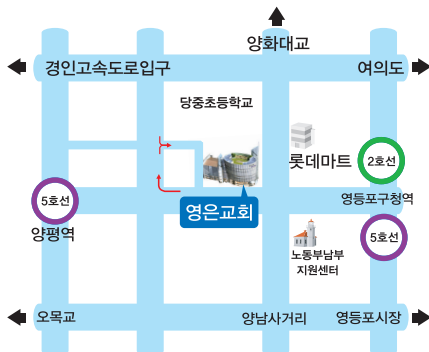 양화대교
경인고속도로입구
여의도
당중초등학교
롯데마트
2호선
5호선
영은교회
영등포구청역
양평역
5호선
노동부남부
지원센터
오목교
양남사거리
영등포시장